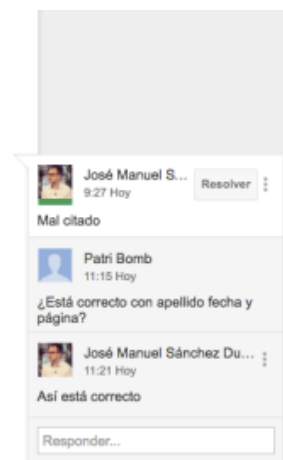 José Manuel S...
Resolver
9:27 Hoy
Mal citado
Patri Bomb
11:15 Hoy
¿Está correcto con apellido fecha y
página?
José Manuel Sánchez Du...
11:21 Hoy
Así está correcto
Responder...